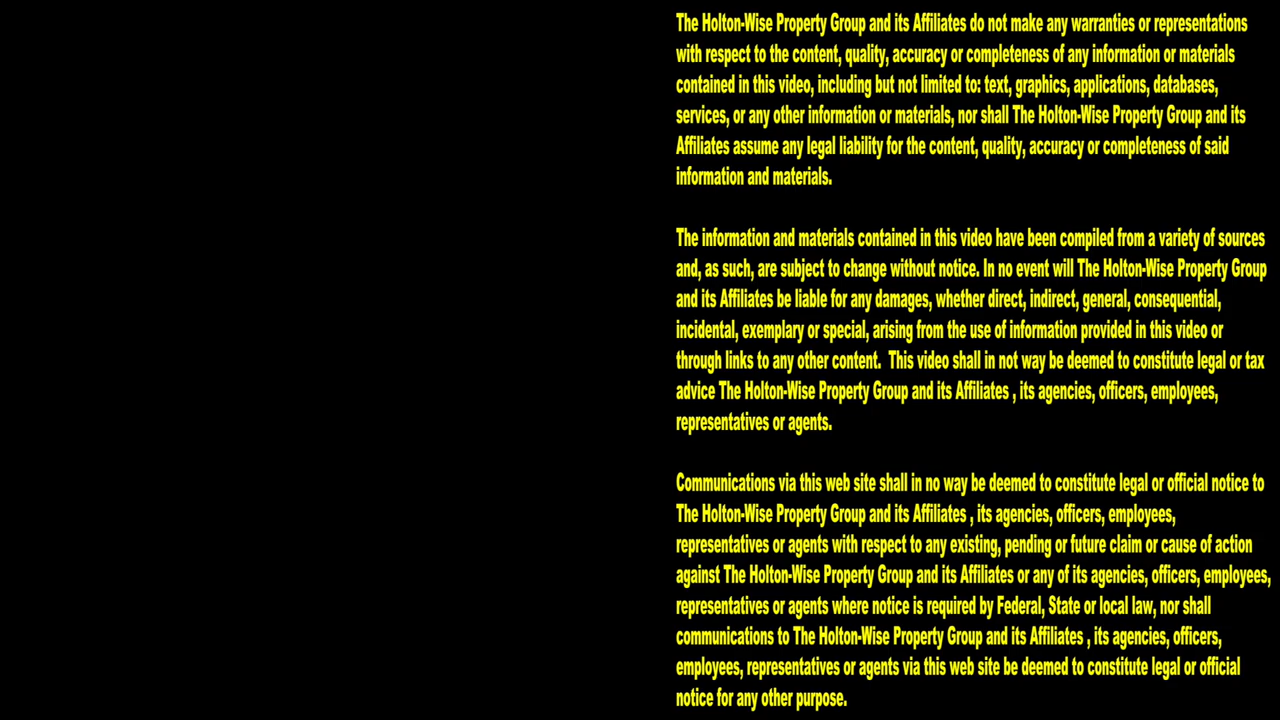 The Holton-Wise Property Group and its Affiliates do not make any warranties or representations
with respect to the content, quality, accuracy or completeness of any information or materials
contained in this video, including but not limited to: text, graphics, applications, databases,
services, or any other information or materials, nor shall The Holton-Wise Property Group and its
Affiliates assume any legal liability for the content, quality, accuracy or completeness of said
information and materials.
The information and materials contained in this video have been compiled from a variety of sources
and, as such, are subject to change without notice. In no event will The Holton-Wise Property Group
and its Affiliates be liable for any damages, whether direct, indirect, general, consequential,
incidental, exemplary or special, arising from the use of information provided in this video or
through links to any other content.  This video shall in not way be deemed to constitute legal or tax
advice The Holton-Wise Property Group and its Affiliates , its agencies, officers, employees,
representatives or agents.
Communications via this web site shall in no way be deemed to constitute legal or official notice to
The Holton-Wise Property Group and its Affiliates , its agencies, officers, employees,
representatives or agents with respect to any existing, pending or future claim or cause of action
against The Holton-Wise Property Group and its Affiliates or any of its agencies, officers, employees,
representatives or agents where notice is required by Federal, State or local law, nor shall
communications to The Holton-Wise Property Group and its Affiliates , its agencies, officers,
employees, representatives or agents via this web site be deemed to constitute legal or official
notice for any other purpose.